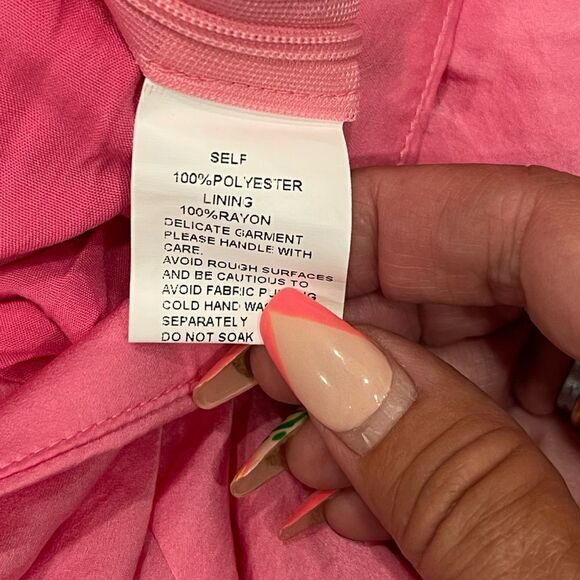 SELF
100%POLYESTER
LINING
100%RAYON
DELICATE GARMENT
PLEASE HANDLE WITH
CARE.
AVOID ROUGH SURFACES
AND BE CAUTIOUS TO
AVOID FABRIC
COLD HAND
SEPARATELY
DO NOT SOAK